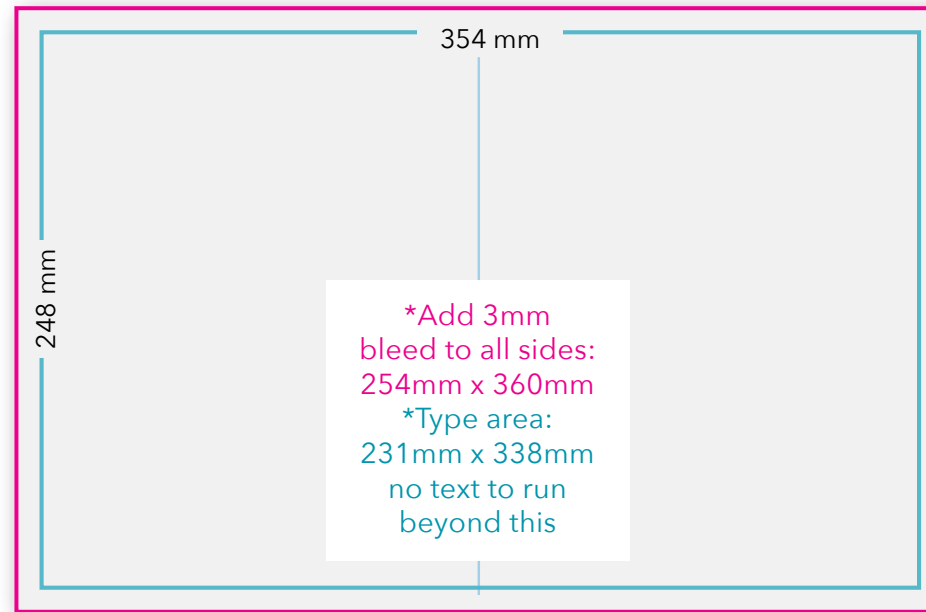 354 mm
248 mm
*Add 3mm
bleed to all sides:
254mm x 360mm
*Type area:
231mm x 338mm
no text to run
beyond this